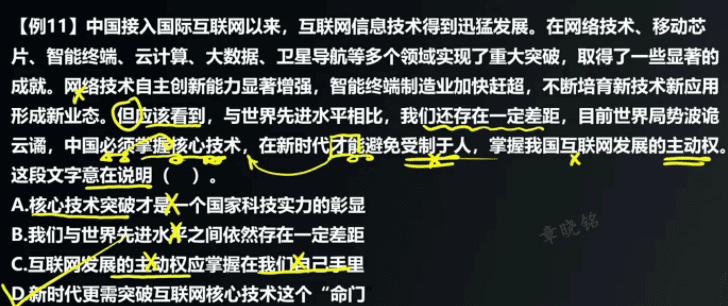 【例11】中国接入国际互联网以来，互联网信息技术得到迅猛发展。在网络技术、移动芯
片、智能终端、云计算、大数据、卫星导航等多个领域实现了重大突破，取得了一些显著的
成就。网络技术自主创新能力显著增强，智能终端制造业加快赶超，不断培育新技术新应用
形成新业态。但应该看到，与世界先进水平相比，我们还存在一定差距，目前世界局势波诡
云谲，中国必须掌握核心技术，在新时代才能避免受制于人，掌握我国互联网发展的主动权。
这段文字意在说明（ ）。
A.核心技术突破才是一个国家科技实力的彰显
B.我们与世界先进水平之间依然存在一定差距
C.互联网发展的主动权应掌握在我们自己手里
D.新时代更需突破互联网核心技术这个“命门
章晓铭